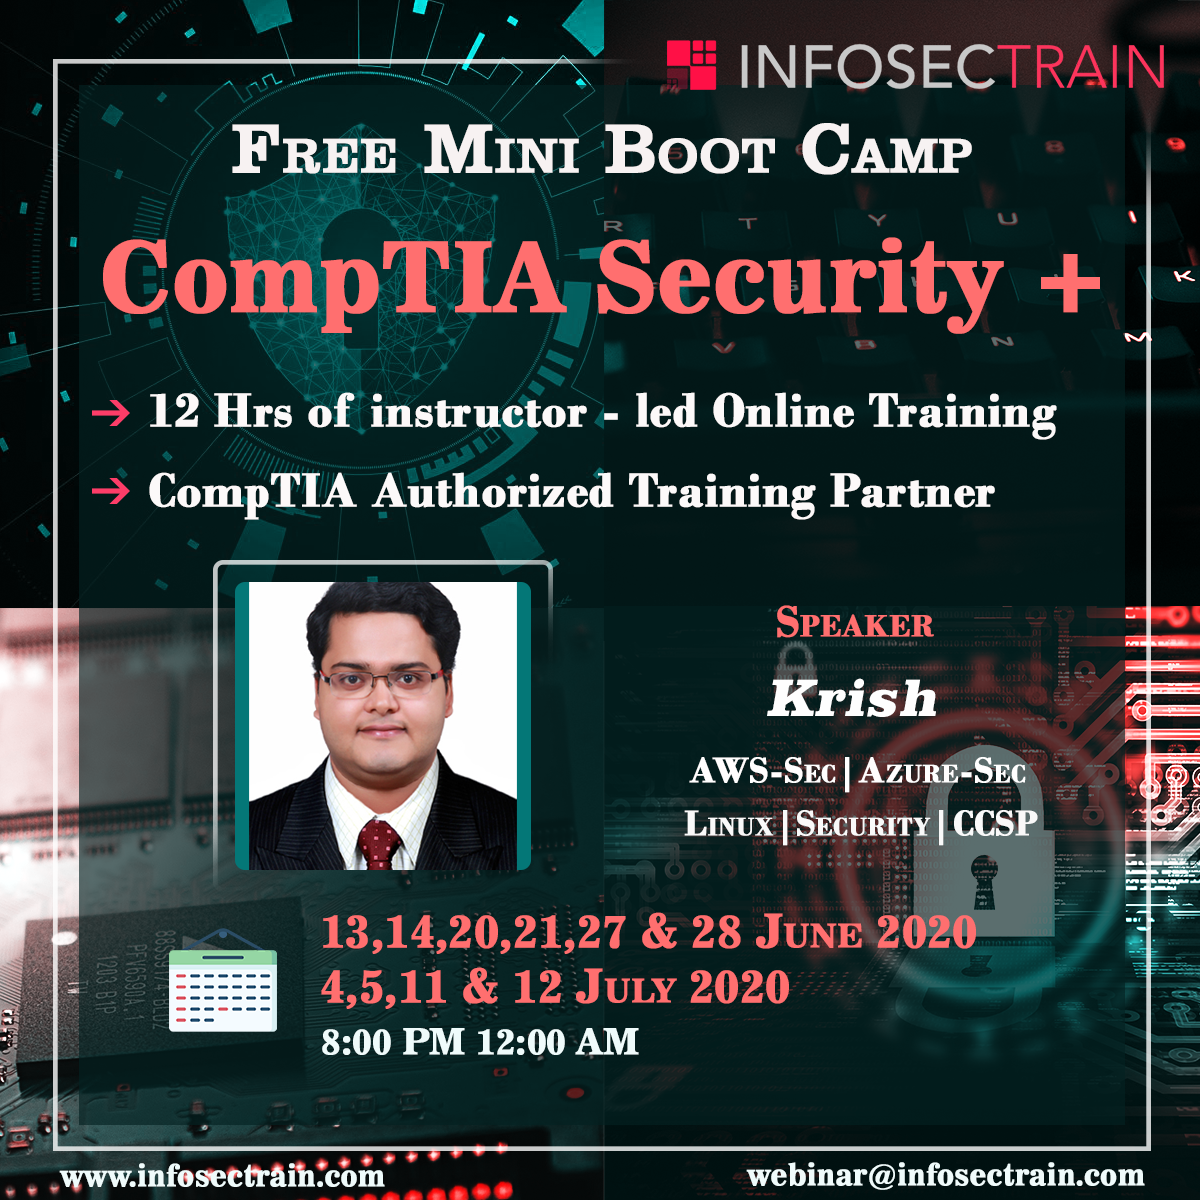 INFOSECTRAIN
FREE MINI BOOT CAMP
CompTIA Security +
→ 12 Hrs of instructor - led Online Training
→ CompTIA Authorized Training Partner
SPEAKER
Krish
AWS-SEC | AZURE-SEC
LINUX | SECURITY | CCSP
13,14,20,21,27 & 28 JUNE 2020
4,5,11 & 12 JULY 2020
8:00 PM 12:00 AM
www.infosectrain.com
webinar@infosectrain.com